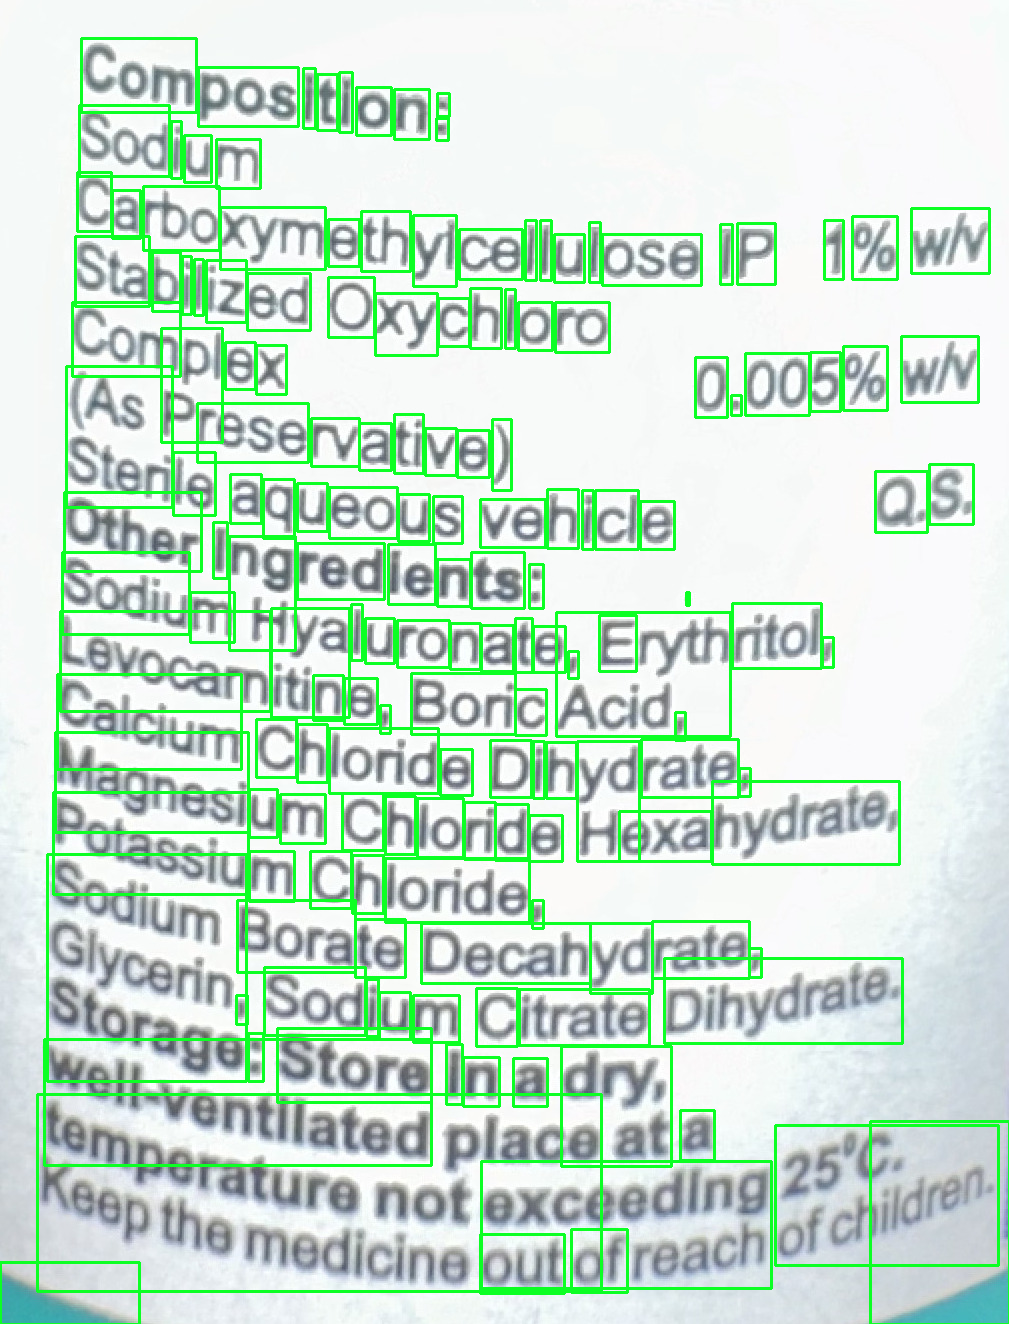 Composition:
Sodium
Carboxymethylcellulose IP 1% w/v
Stabilized Oxychloro
Complex 0.005% w/v
(As Preservative)
Sterile aqueous vehicle Q.S.
Other Ingredients:
Sodium Hyaluronate, Erythritol,
Levocarnitine, Boric Acid,
Calcium Chloride Dihydrate,
Magnesium Chloride Hexahydrate,
Potassium Chloride,
Sodium Borate Decahydrate,
Glycerin, Sodium Citrate Dihydrate.
Storage: Store in a dry,
well-ventilated place at a
temperature not exceeding 25°C.
Keep the medicine out of reach of children.